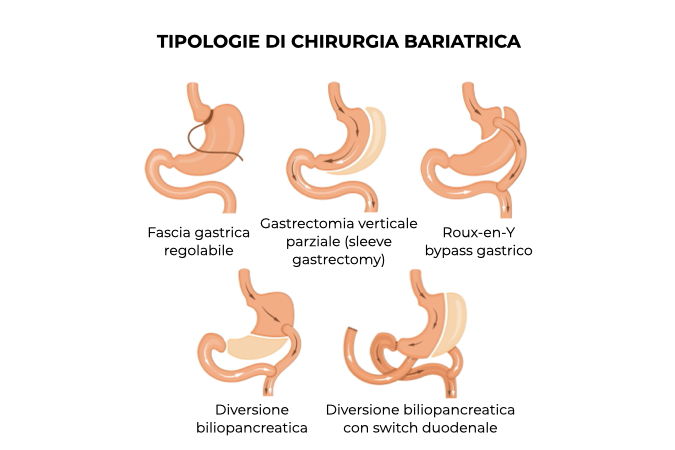 TIPOLOGIE DI CHIRURGIA BARIATRICA
Fascia gastrica
regolabile
Gastrectomia verticale
parziale (sleeve
gastrectomy)
Roux-en-Y
bypass gastrico
Diversione
biliopancreatica
Diversione biliopancreatica
con switch duodenale